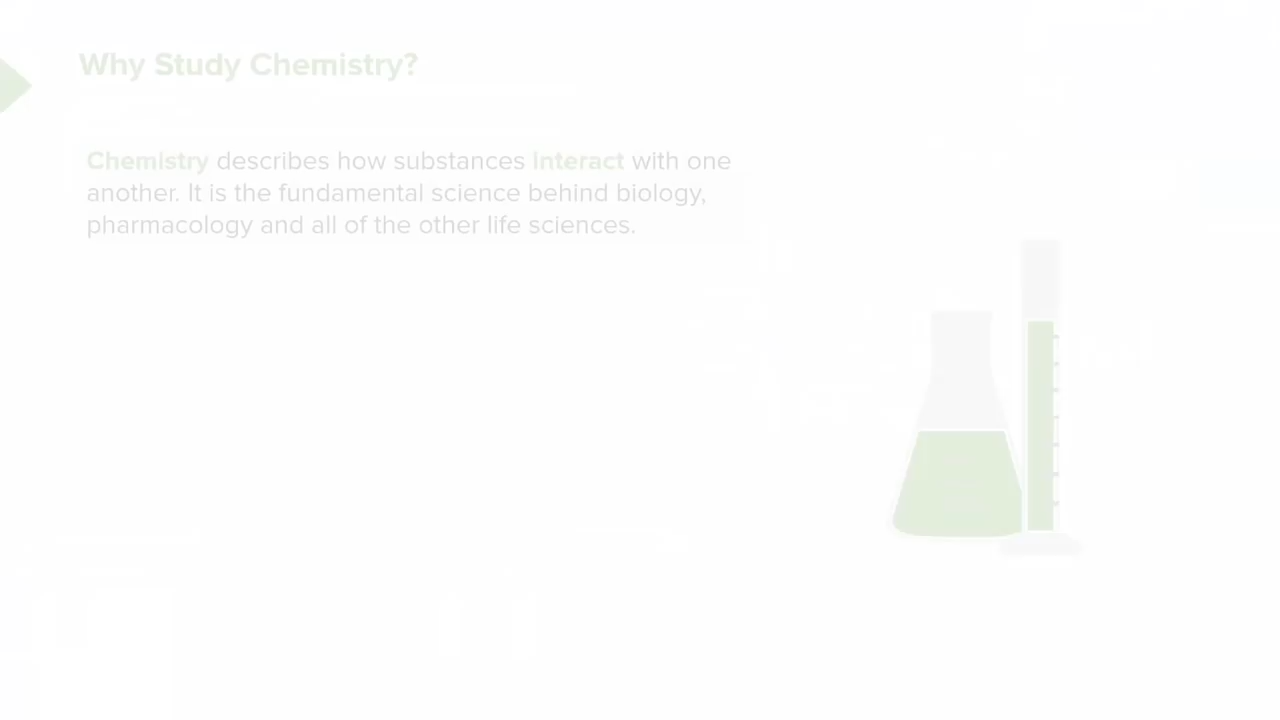 Why Study Chemistry?
Chemistry describes how substances interact with one
another. It is the fundamental science behind biology,
pharmacology and all of the other life sciences.